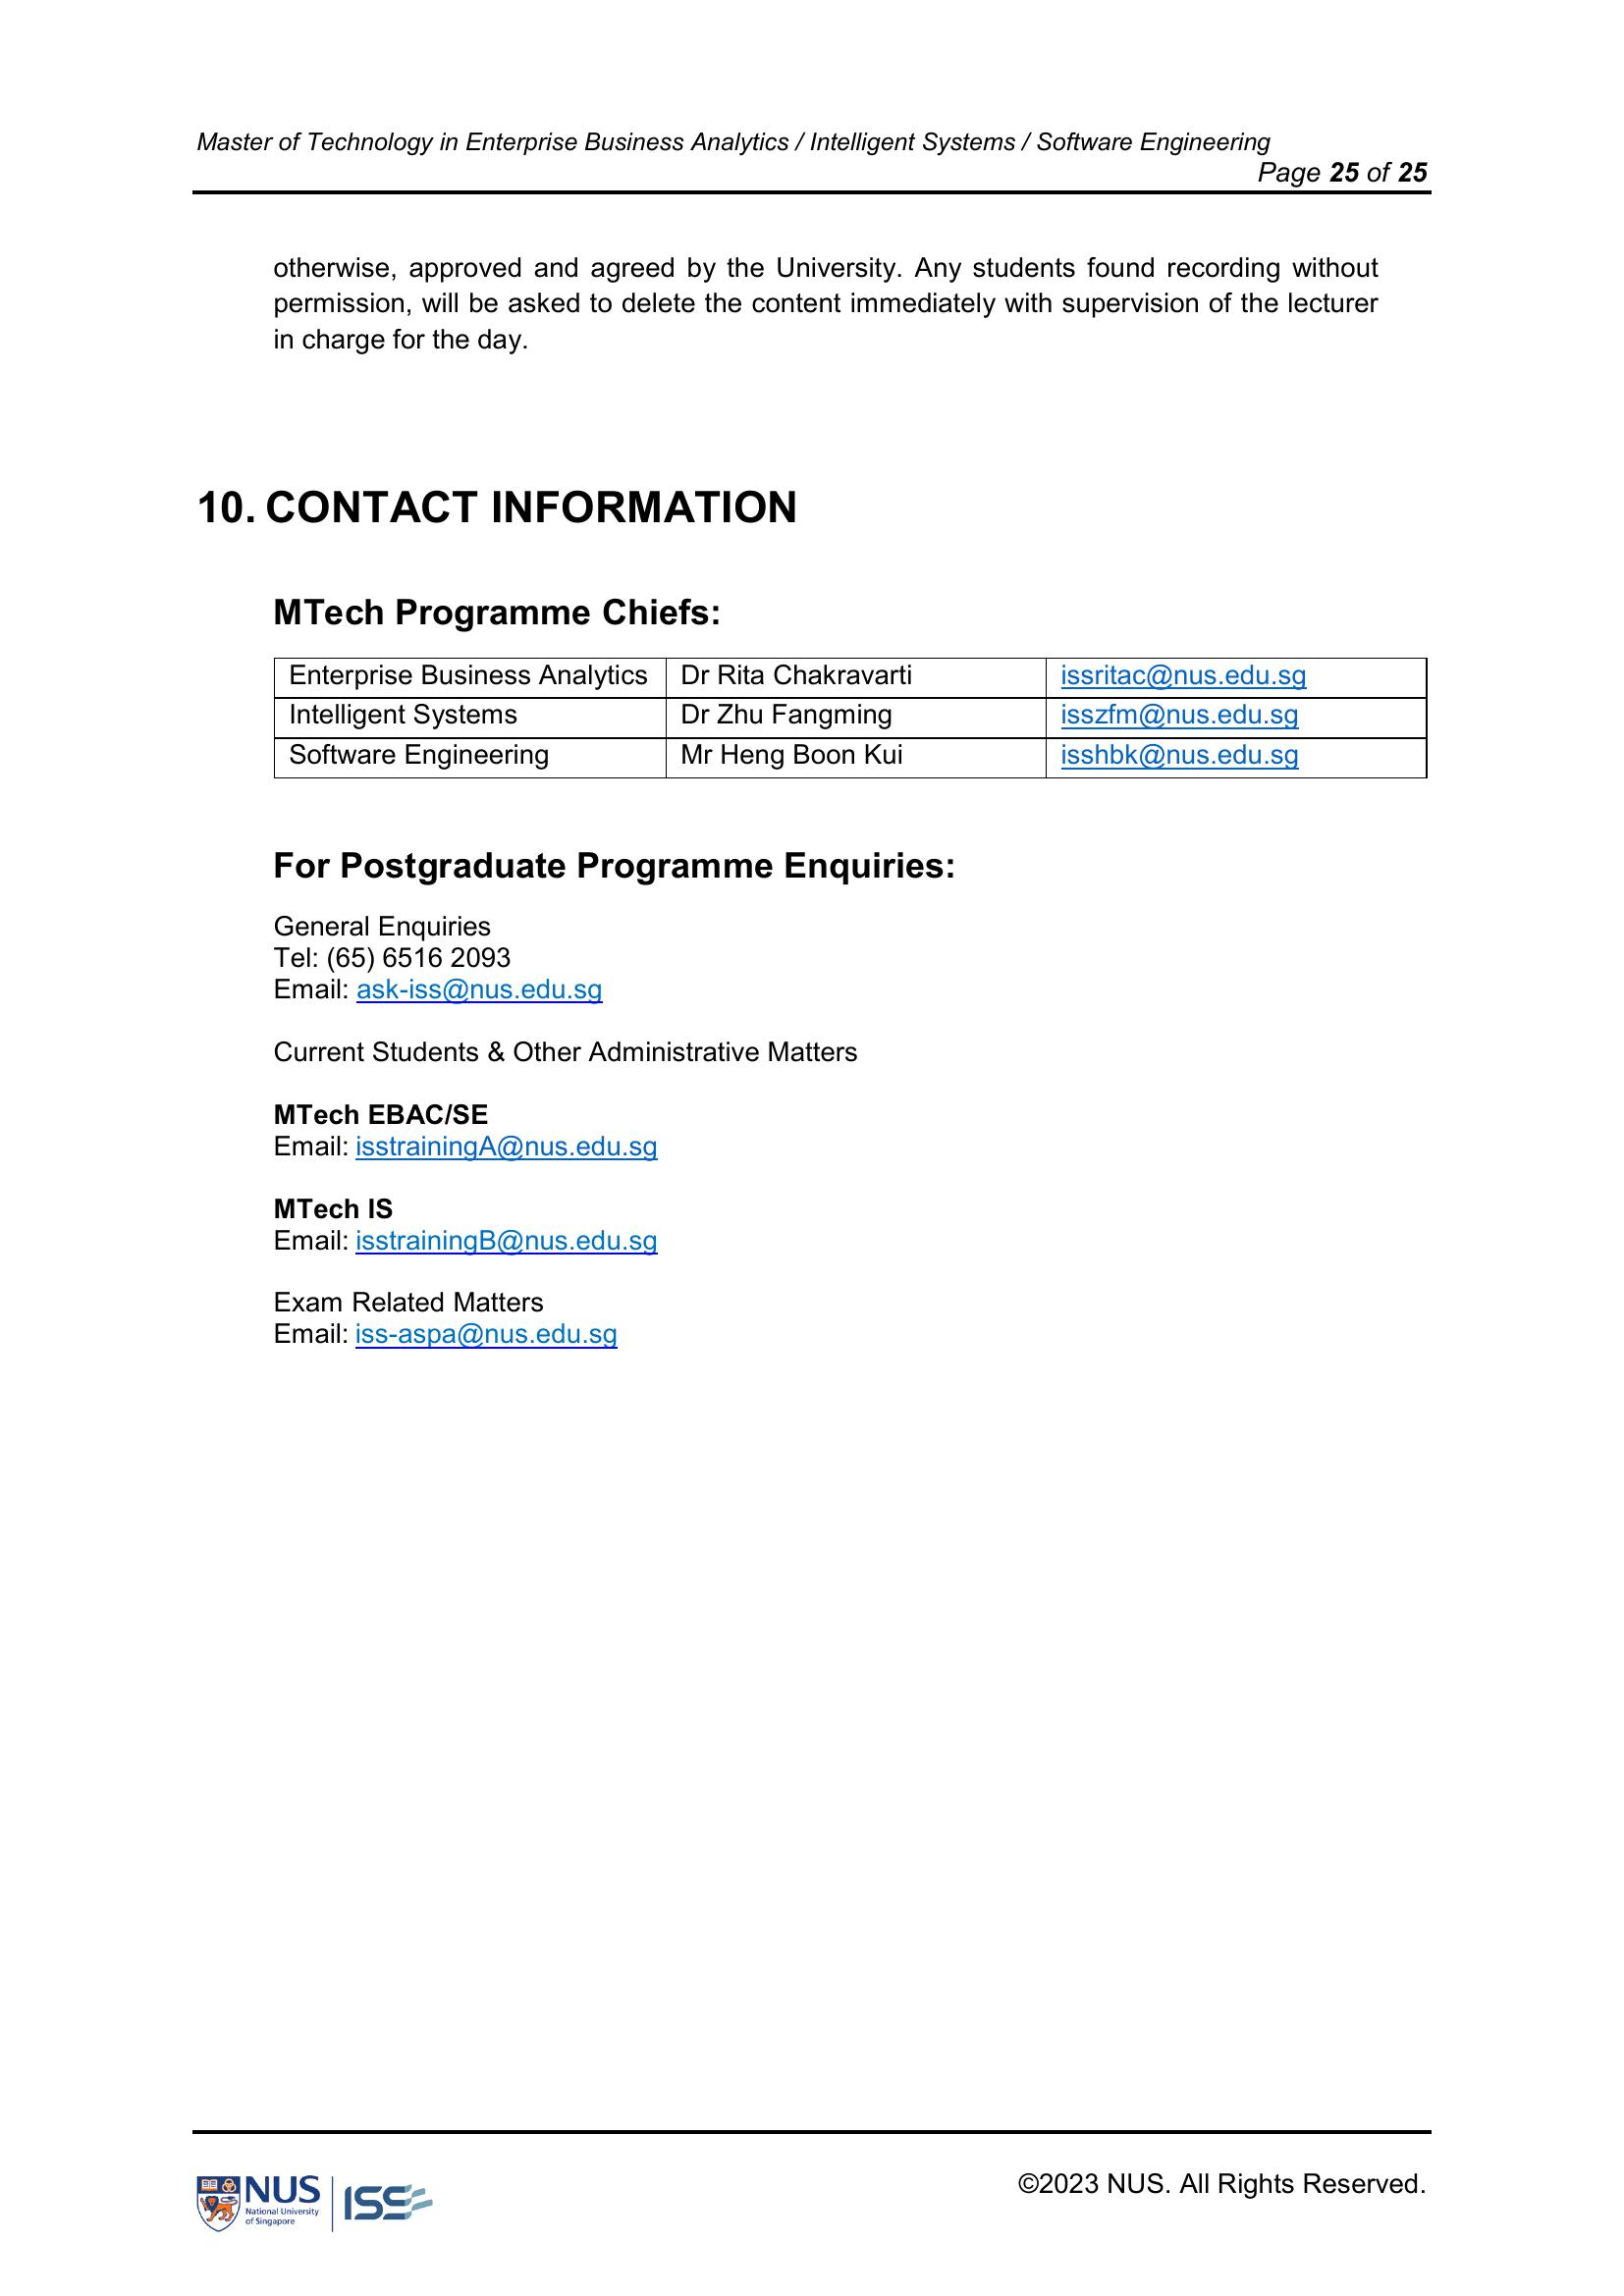 Master of Technology in Enterprise Business Analytics / Intelligent Systems / Software Engineering
Page 25 of 25
otherwise, approved and agreed by the University. Any students found recording without
permission, will be asked to delete the content immediately with supervision of the lecturer
in charge for the day.
10. CONTACT INFORMATION
MTech Programme Chiefs:
Enterprise Business Analytics Dr Rita Chakravarti issritac@nus.edu.sg
Intelligent Systems Dr Zhu Fangming isszfm@nus.edu.sg
Software Engineering Mr Heng Boon Kui isshbk@nus.edu.sg
For Postgraduate Programme Enquiries:
General Enquiries
Tel: (65) 6516 2093
Email: ask-iss@nus.edu.sg
Current Students & Other Administrative Matters
MTech EBAC/SE
Email: isstrainingA@nus.edu.sg
MTech IS
Email: isstrainingB@nus.edu.sg
Exam Related Matters
Email: iss-aspa@nus.edu.sg
©2023 NUS. All Rights Reserved.
NUS
National University
of Singapore
ISS